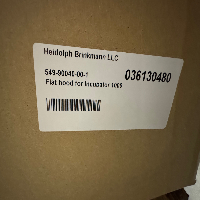 Heidolph Brinkmann LLC
549-90040-00-1
036130480
Flat hood for Incubator 1000